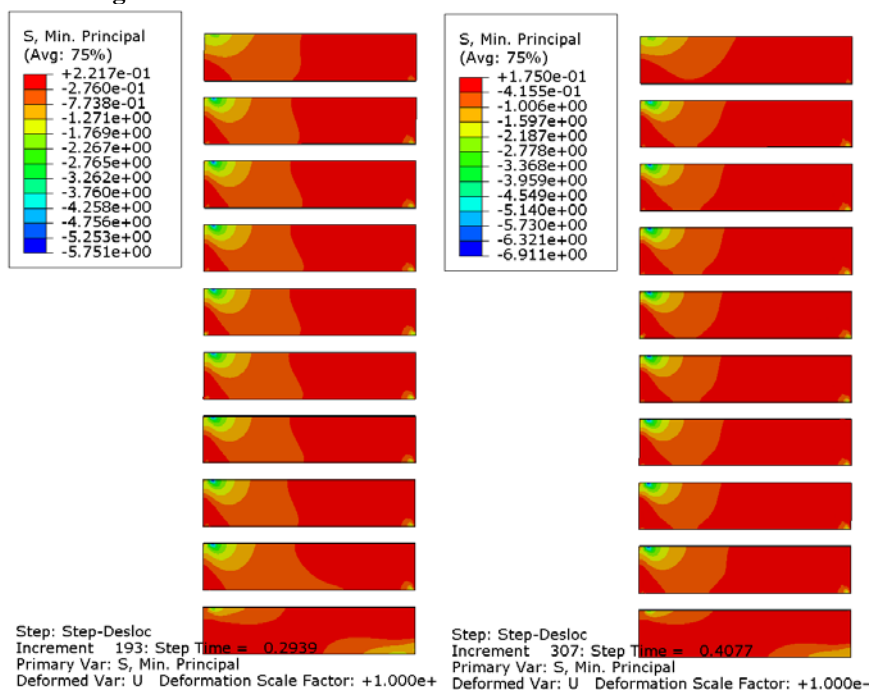 S, Min. Principal
(Avg: 75%)
+2.217e-01
-2.760e-01
-7.738e-01
-1.271e+00
-1.769e+00
-2.267e+00
-2.765e+00
-3.262e+00
-3.760e+00
-4.258e+00
-4.756e+00
-5.253e+00
-5.751e+00
Step: Step-Desloc
Increment 193: Step Time = 0.2939
Primary Var: S, Min. Principal
Deformed Var: U Deformation Scale Factor: +1.000e+
S, Min. Principal
(Avg: 75%)
+1.750e-01
-4.155e-01
-1.006e+00
-1.597e+00
-2.187e+00
-2.778e+00
-3.368e+00
-3.959e+00
-4.549e+00
-5.140e+00
-5.730e+00
-6.321e+00
-6.911e+00
Step: Step-Desloc
Increment 307: Step Time = 0.4077
Primary Var: S, Min. Principal
Deformed Var: U Deformation Scale Factor: +1.000e-